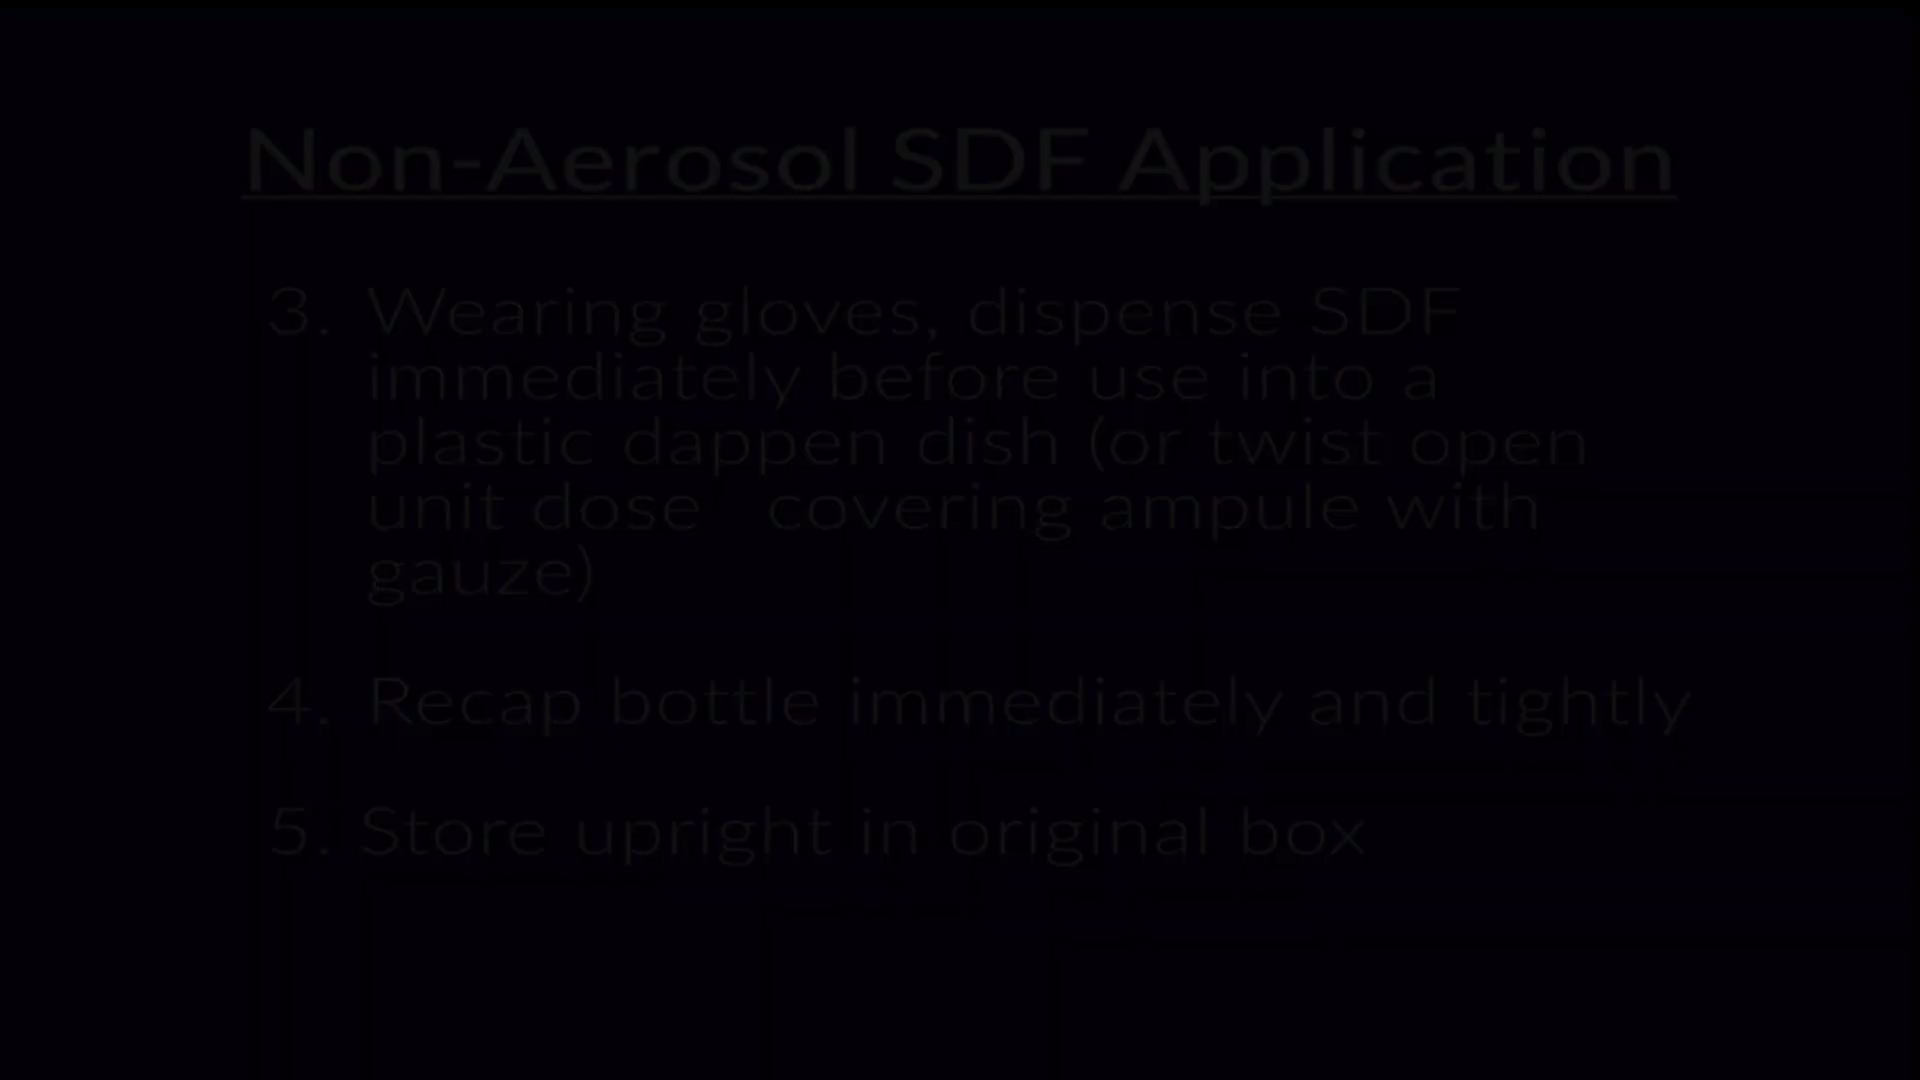 Non-Aerosol SDF Application
3. Wearing gloves, dispense SDF
immediately before use into a
plastic dappen dish (or twist open
unit dose covering ampule with
gauze)
4. Recap bottle immediately and tightly
5. Store upright in original box